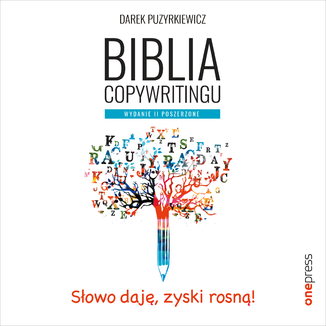 DAREK PUZYRKIEWICZ
BIBLIA
COPYWRITINGU
WYDANIE II POSZERZONE
Słowo daję, zyski rosną!
onepress